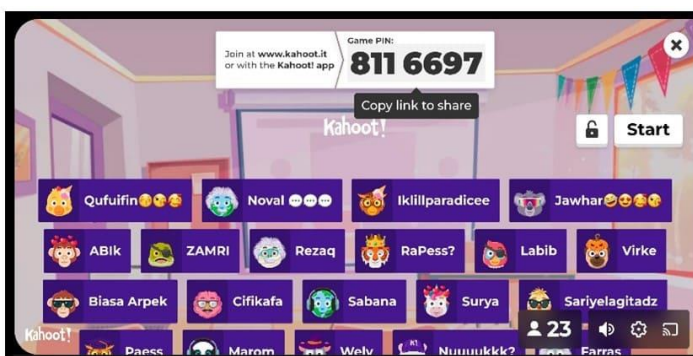 Join at www.kahoot.it
or with the Kahoot! app
Game PIN:
811 6697
Copy link to share
Kahoot!
Start
Qufuifin
Noval
Iklillparadicee
Jawhar
ABIk
ZAMRI
Rezaq
RaPess?
Labib
Virke
Biasa Arpek
Cifikafa
Sabana
Surya
Sariyelagitadz
Kahoot!
23
Paess
Marom
Wely
Nuuuukkk?
Farras